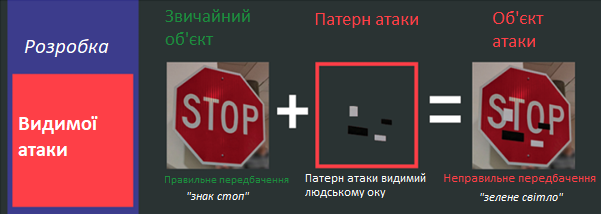 Розробка
Видимої
атаки
Звичайний
об'єкт
Патерн атаки
Об'єкт
атаки
STOP
STOP
Правильне передбачення
"знак стоп"
Патерн атаки видимий
людському оку
Неправильне передбачення
"зелене світло"